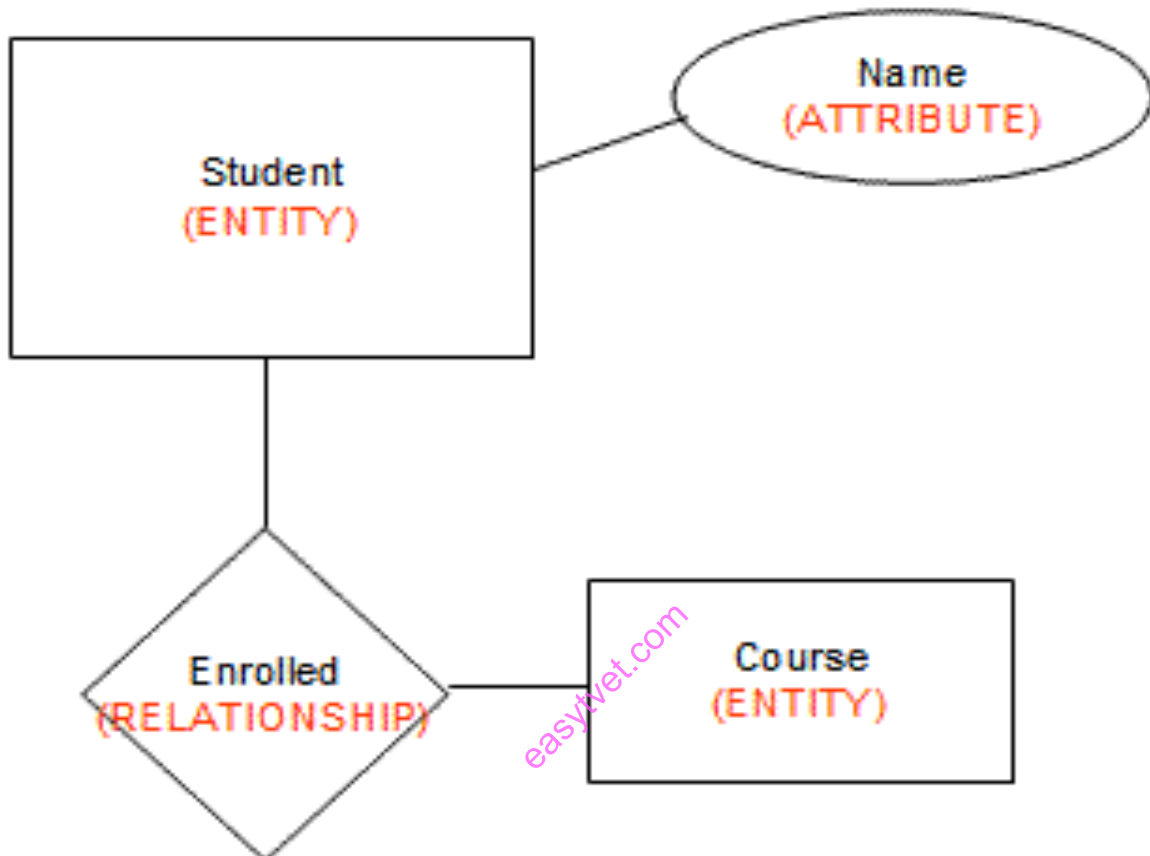 Name
(ATTRIBUTE)
Student
(ENTITY)
Enrolled
(RELATIONSHIP)
Course
(ENTITY)
easytvet.com